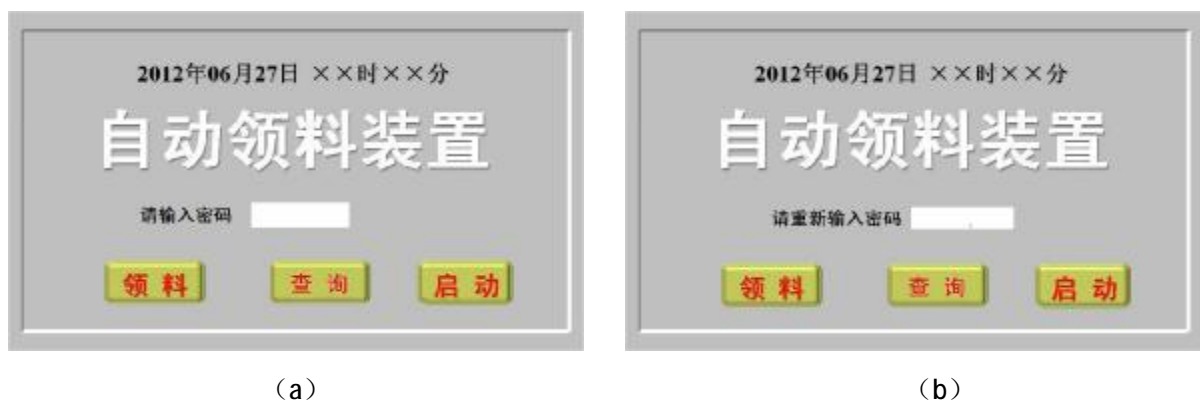 2012年06月27日 ××时××分
自动领料装置
请输入密码
领 料 查 询 启 动
(a)
2012年06月27日 ××时××分
自动领料装置
请重新输入密码
领 料 查 询 启 动
(b)